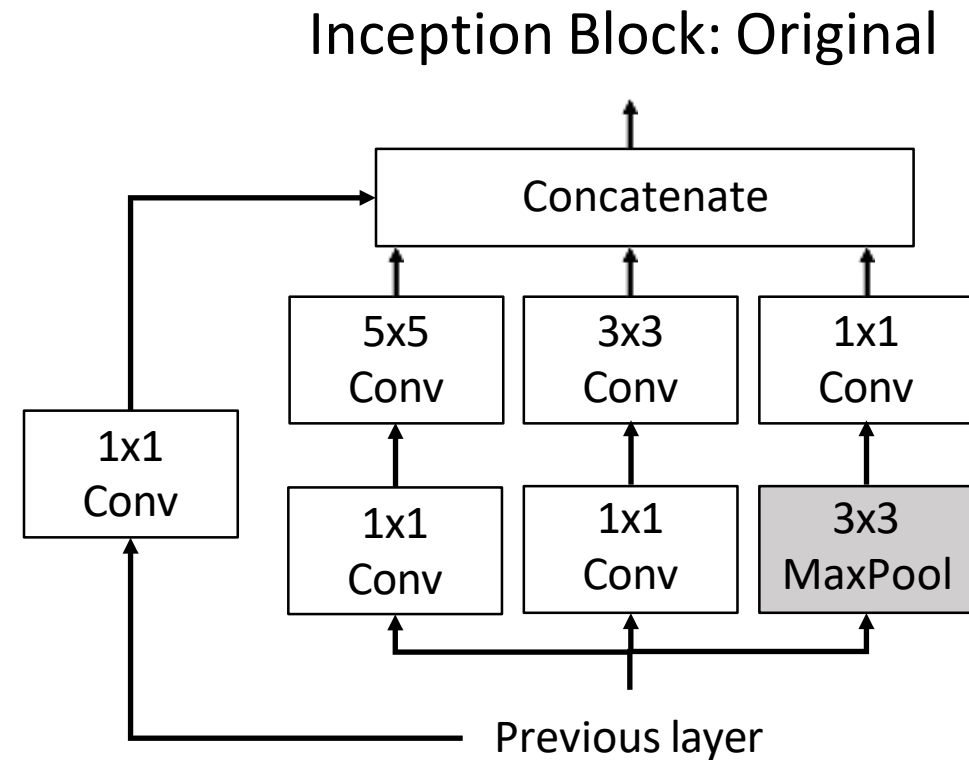 Inception Block: Original
Concatenate
5x5
Conv
3x3
Conv
1x1
Conv
1x1
Conv
1x1
Conv
1x1
Conv
3x3
MaxPool
Previous layer